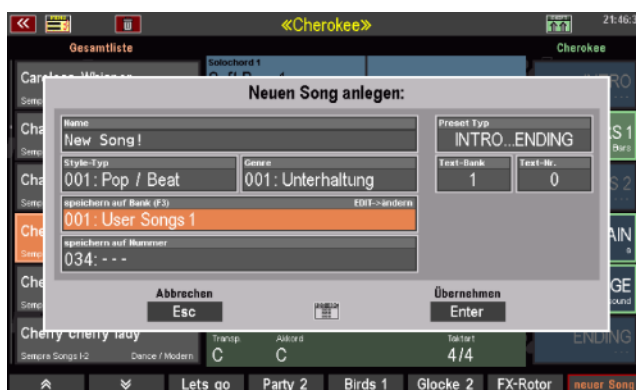 «Cherokee»
21:46:3
Gesamtliste
Cherokee
Solochord 1
Neuen Song anlegen:
Name
New Song!
Preset Typ
INTRO...ENDING
Style-Typ
001: Pop / Beat
Genre
001: Unterhaltung
Text-Bank
1
Text-Nr.
0
speichern auf Bank (F3)
EDIT->ändern
001: User Songs 1
speichern auf Nummer
034: - - -
Abbrechen
Esc
Übernehmen
Enter
Cherry cherry lady
Sempra Songs I-2
Dance / Modern
Transp.
C
Akkord
C
Taktart
4/4
ENDING
Lets go
Party 2
Birds 1
Glocke 2
FX-Rotor
neuer Song